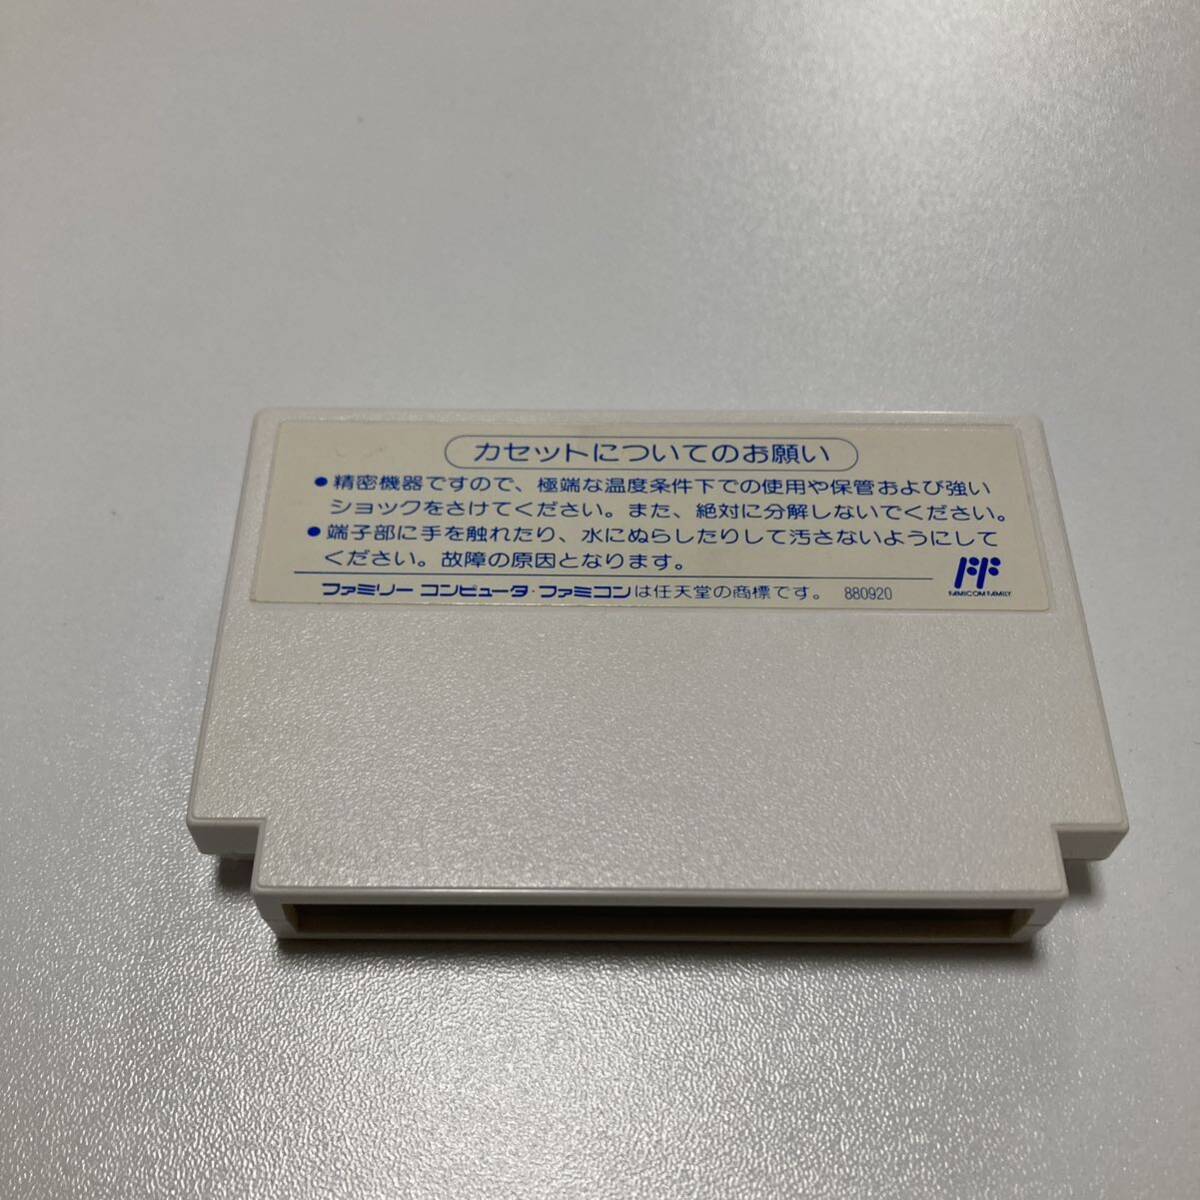 カセットについてのお願い
●精密機器ですので、極端な温度条件下での使用や保管および強い
ショックをさけてください。また、絶対に分解しないでください。
●端子部に手を触れたり、水にぬらしたりして汚さないようにして
ください。故障の原因となります。
ファミリー コンピュータ・ファミコンは任天堂の商標です。 880920
FF
FAMICOM FAMILY